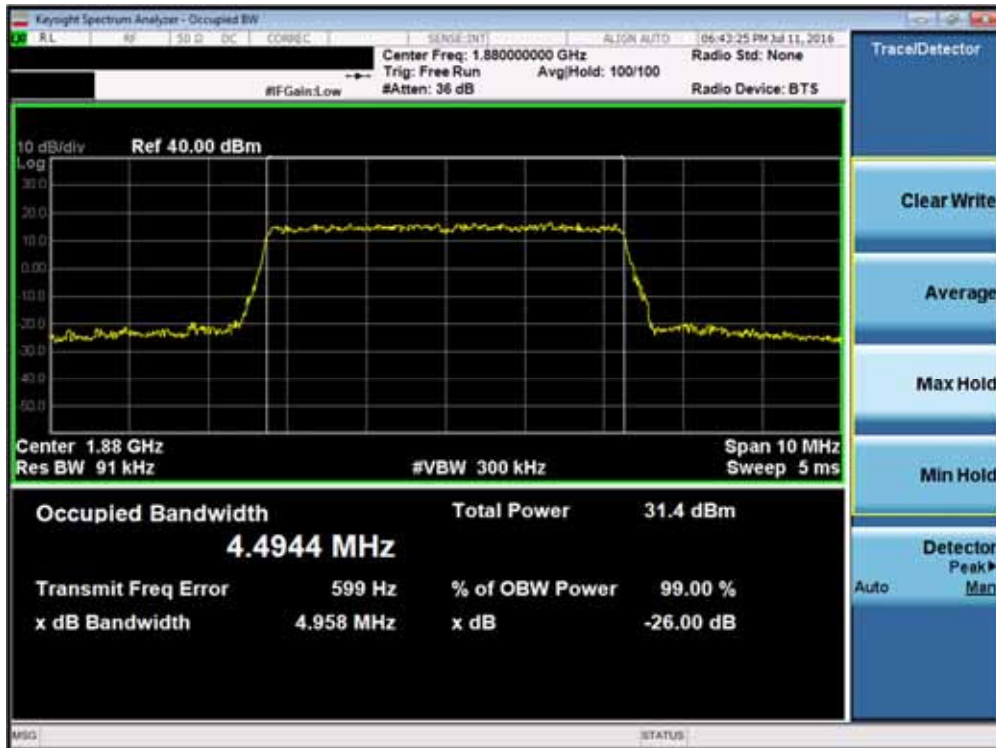 Keysight Spectrum Analyzer - Occupied BW
RL RF 50 Ω DC CORREC SENSE:INT ALIGN AUTO 06:43:25 PM Jul 11, 2016
Center Freq: 1.880000000 GHz Radio Std: None
Trig: Free Run Avg|Hold: 100/100
#IFGain:Low #Atten: 36 dB Radio Device: BTS
Trace/Detector
10 dB/div Ref 40.00 dBm
Log
30.0
20.0
10.0
0.00
-10.0
-20.0
-30.0
-40.0
-50.0
Center 1.88 GHz Span 10 MHz
Res BW 91 kHz #VBW 300 kHz Sweep 5 ms
Occupied Bandwidth Total Power 31.4 dBm
4.4944 MHz
Transmit Freq Error 599 Hz % of OBW Power 99.00 %
x dB Bandwidth 4.958 MHz x dB -26.00 dB
Clear Write
Average
Max Hold
Min Hold
Detector
Peak▶
Auto Man
MSG STATUS